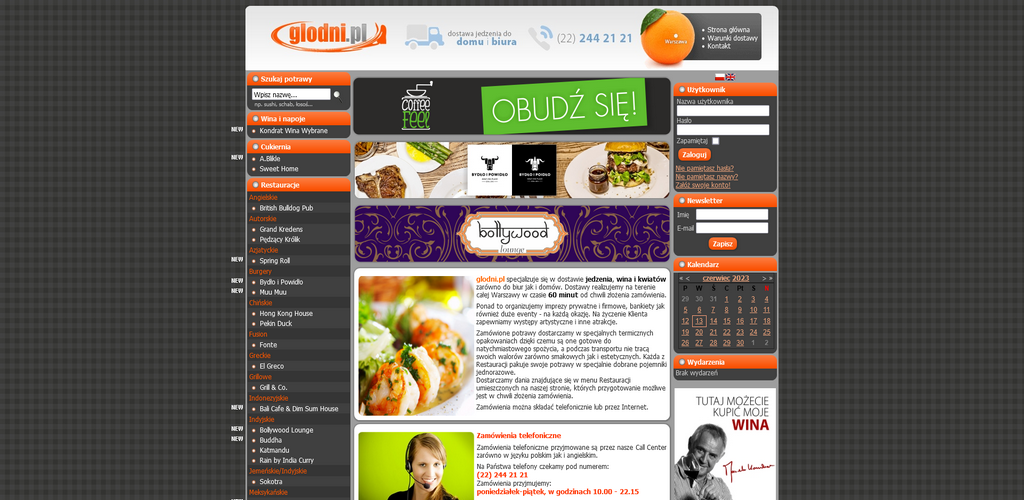 glodni.pl
dostawa jedzenia do
domu i biura
(22) 244 21 21
Warszawa
Strona główna
Warunki dostawy
Kontakt
Szukaj potrawy
Wpisz nazwę...
np. sushi, schab, łosoś...
Wina i napoje
NEW Kondrat Wina Wybrane
Cukiernia
NEW A.Blikle
Sweet Home
Restauracje
Angielskie
British Bulldog Pub
Autorskie
Grand Kredens
Pędzący Królik
Azjatyckie
NEW Spring Roll
Burgery
NEW Bydło i Powidło
NEW Muu Muu
Chińskie
Hong Kong House
Pekin Duck
Fusion
Fonte
Greckie
El Greco
Grillowe
Grill & Co.
Indonezyjskie
NEW Bali Cafe & Dim Sum House
Indyjskie
NEW Bollywood Lounge
NEW Buddha
Katmandu
Rain by India Curry
Jemeńskie/Indyjskie
Sokotra
Meksykańskie
COFFEE
FEEL
OBUDŹ SIĘ!
BYDŁO I POWIDŁO
BYDŁO I POIDŁO
bollywood
lounge
glodni.pl specjalizuje się w dostawie jedzenia, wina i kwiatów
zarówno do biur jak i domów. Dostawy realizujemy na terenie
całej Warszawy w czasie 60 minut od chwili złożenia zamówienia.
Ponad to organizujemy imprezy prywatne i firmowe, bankiety jak
również duże eventy - na każdą okazję. Na życzenie Klienta
zapewniamy występy artystyczne i inne atrakcje.
Zamówione potrawy dostarczamy w specjalnych termicznych
opakowaniach dzięki czemu są one gotowe do
natychmiastowego spożycia, a podczas transportu nie tracą
swoich walorów zarówno smakowych jak i estetycznych. Każda z
Restauracji pakuje swoje potrawy w specjalnie dobrane pojemniki
jednorazowe.
Dostarczamy dania znajdujące się w menu Restauracji
umieszczonych na naszej stronie, których przygotowanie możliwe
jest w chwili złożenia zamówienia.
Zamówienia można składać telefonicznie lub przez Internet.
Zamówienia telefoniczne
Zamówienia telefoniczne przyjmowane są przez nasze Call Center
zarówno w języku polskim jak i angielskim.
Na Państwa telefony czekamy pod numerem:
(22) 244 21 21
Zamówienia przyjmujemy:
poniedziałek-piątek, w godzinach 10.00 - 22.15
Użytkownik
Nazwa użytkownika
Hasło
Zapamiętaj
Zaloguj
Nie pamiętasz hasła?
Nie pamiętasz nazwy?
Załóż swoje konto!
Newsletter
Imię
E-mail
Zapisz
Kalendarz
« < czerwiec 2023 > »
P W Ś C P S N
29 30 31 1 2 3 4
5 6 7 8 9 10 11
12 13 14 15 16 17 18
19 20 21 22 23 24 25
26 27 28 29 30 1 2
Wydarzenia
Brak wydarzeń
TUTAJ MOŻECIE
KUPIĆ MOJE
WINA